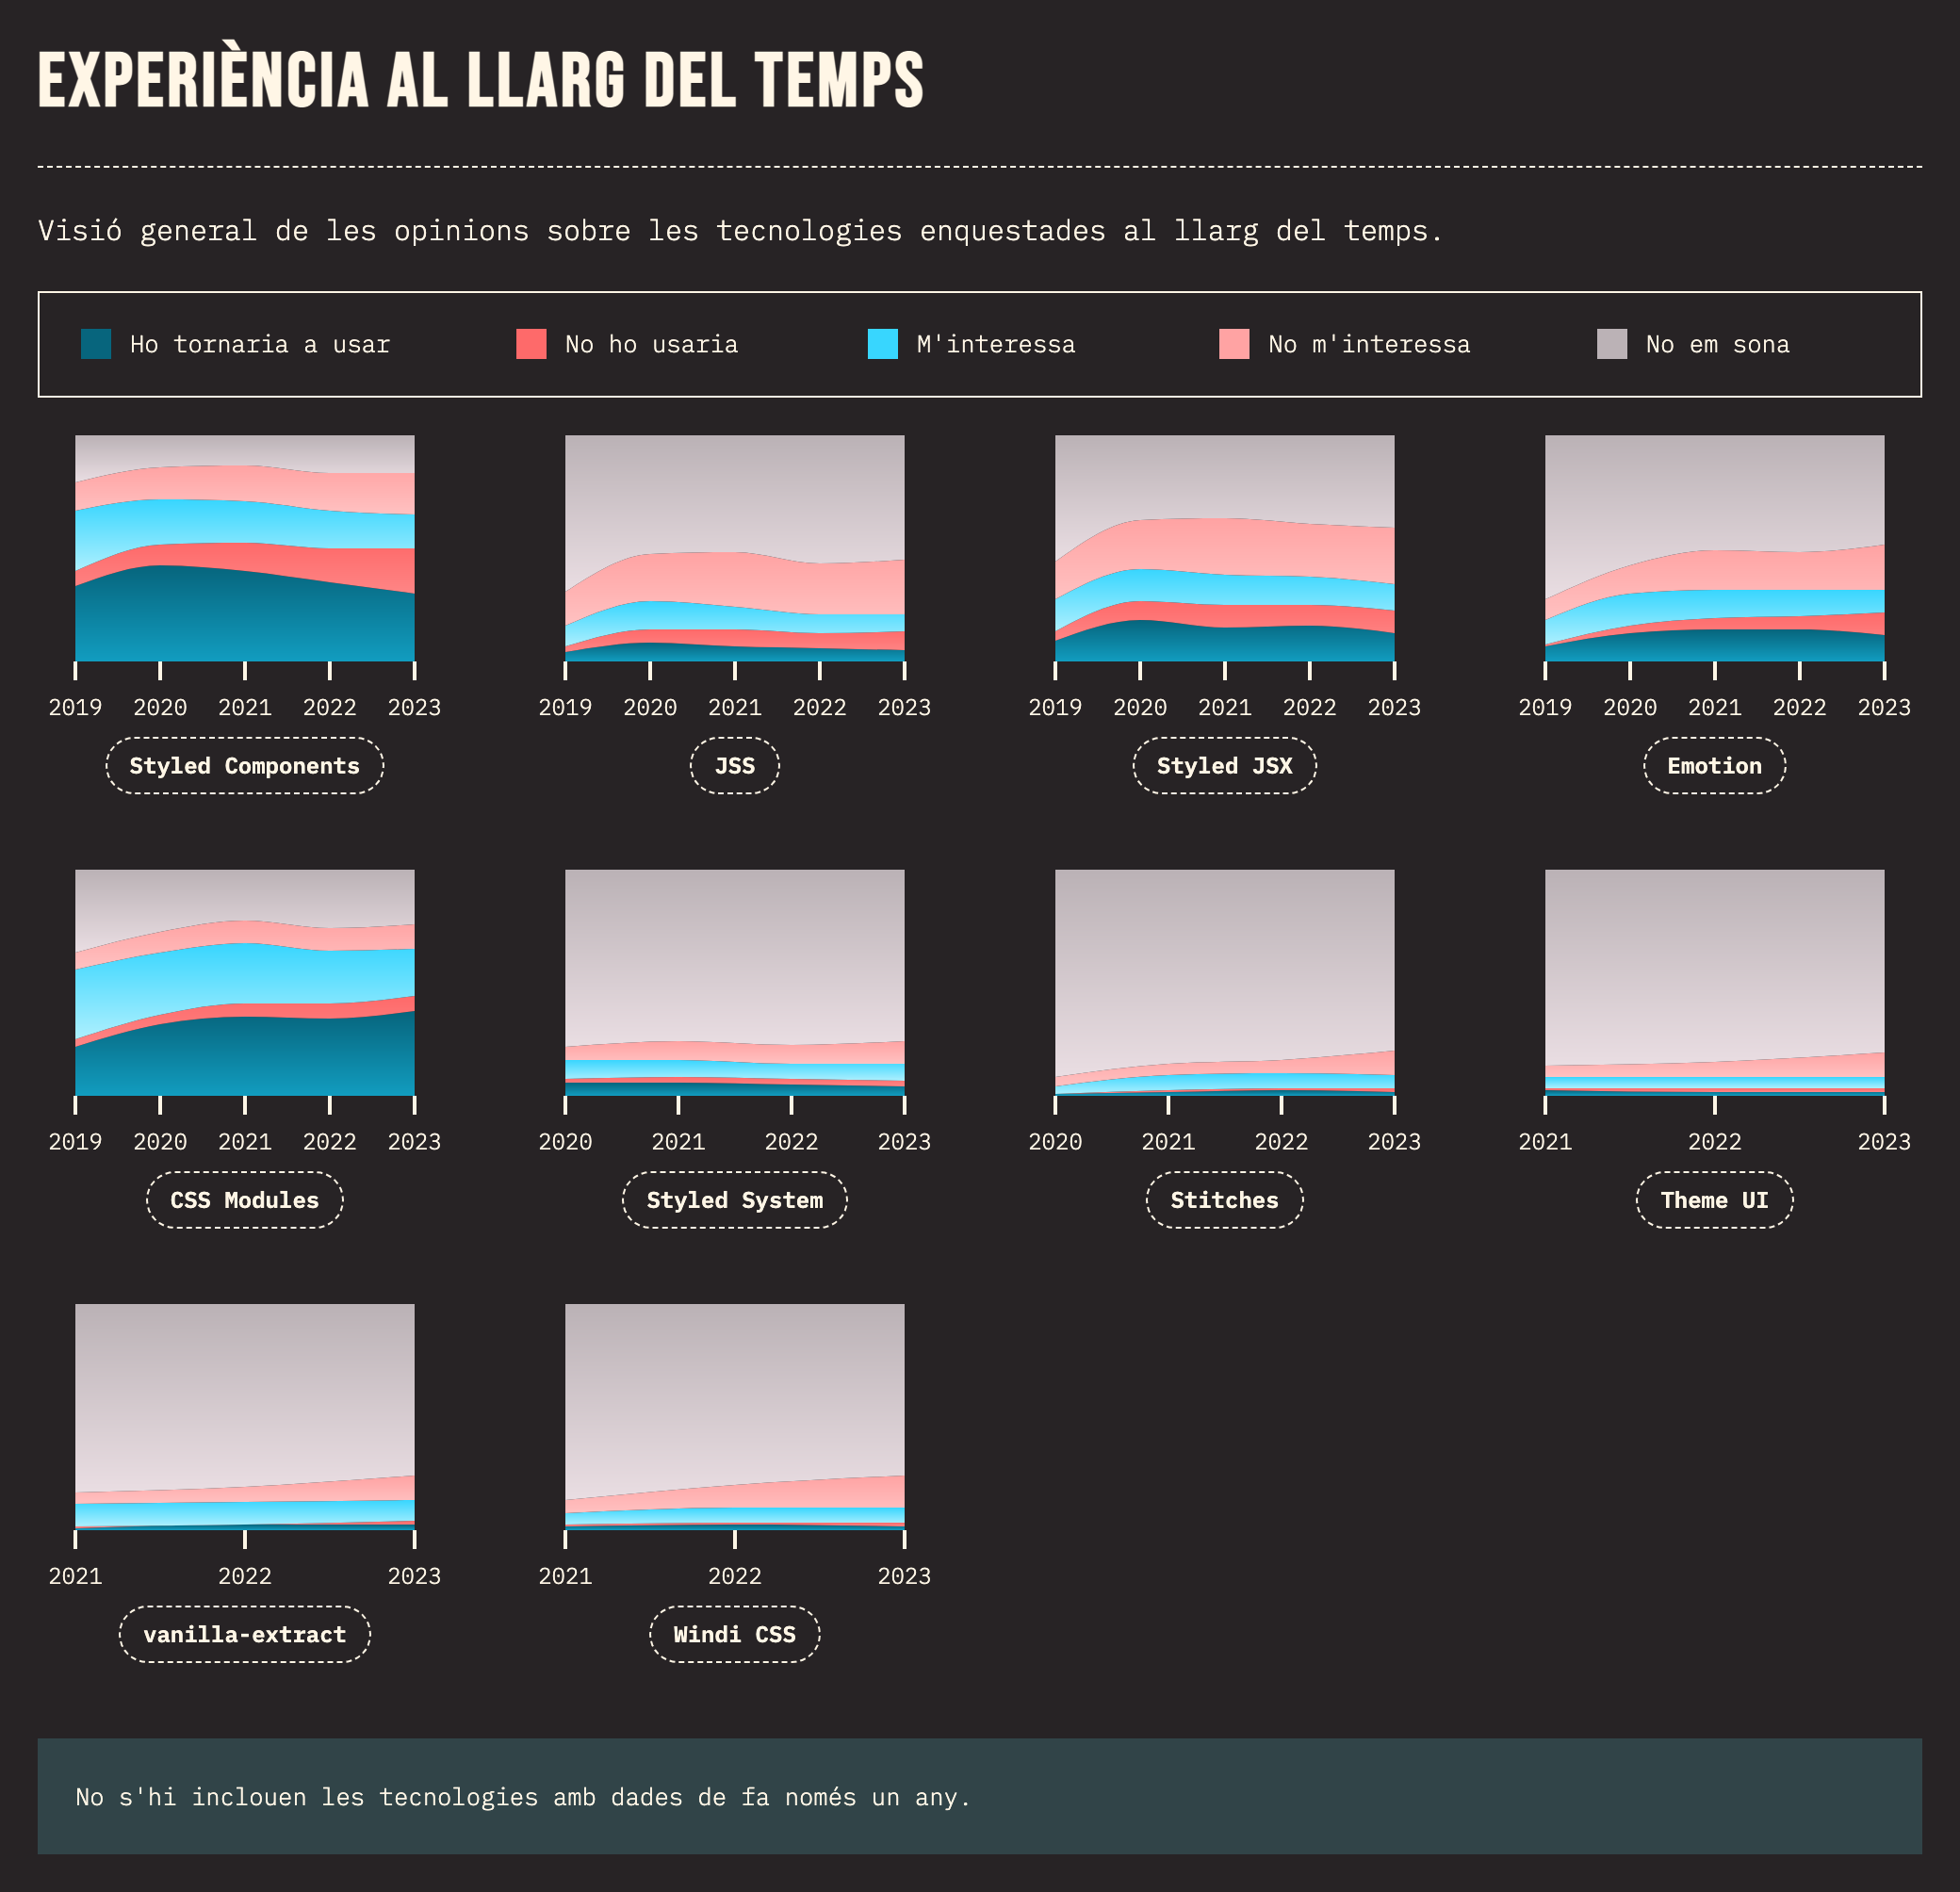 EXPERIÈNCIA AL LLARG DEL TEMPS
Visió general de les opinions sobre les tecnologies enquestades al llarg del temps.
Ho tornaria a usar No ho usaria M'interessa No m'interessa No em sona
2019 2020 2021 2022 2023 2019 2020 2021 2022 2023 2019 2020 2021 2022 2023 2019 2020 2021 2022 2023
Styled Components JSS Styled JSX Emotion
2019 2020 2021 2022 2023 2020 2021 2022 2023 2020 2021 2022 2023 2021 2022 2023
CSS Modules Styled System Stitches Theme UI
2021 2022 2023 2021 2022 2023
vanilla-extract Windi CSS
No s'hi inclouen les tecnologies amb dades de fa només un any.